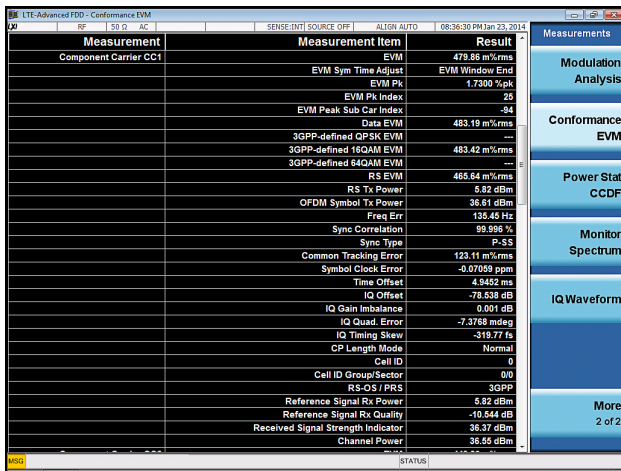 LTE-Advanced FDD - Conformance EVM
LXI RF 50 Ω AC SENSE:INT SOURCE OFF ALIGN AUTO 08:36:30 PM Jan 23, 2014
Measurements
Measurement Measurement Item Result
Component Carrier CC1 EVM 479.86 m%rms
EVM Sym Time Adjust EVM Window End
EVM Pk 1.7300 %pk
EVM Pk Index 25
EVM Peak Sub Car Index -94
Data EVM 483.19 m%rms
3GPP-defined QPSK EVM ---
3GPP-defined 16QAM EVM 483.42 m%rms
3GPP-defined 64QAM EVM ---
RS EVM 465.64 m%rms
RS Tx Power 5.82 dBm
OFDM Symbol Tx Power 36.61 dBm
Freq Err 135.45 Hz
Sync Correlation 99.996 %
Sync Type P-SS
Common Tracking Error 123.11 m%rms
Symbol Clock Error -0.07059 ppm
Time Offset 4.9452 ms
IQ Offset -78.538 dB
IQ Gain Imbalance 0.001 dB
IQ Quad. Error -7.3768 mdeg
IQ Timing Skew -319.77 fs
CP Length Mode Normal
Cell ID 0
Cell ID Group/Sector 0/0
RS-OS / PRS 3GPP
Reference Signal Rx Power 5.82 dBm
Reference Signal Rx Quality -10.544 dB
Received Signal Strength Indicator 36.37 dBm
Channel Power 36.55 dBm
Modulation
Analysis
Conformance
EVM
Power Stat
CCDF
Monitor
Spectrum
IQ Waveform
More
2 of 2
MSG STATUS